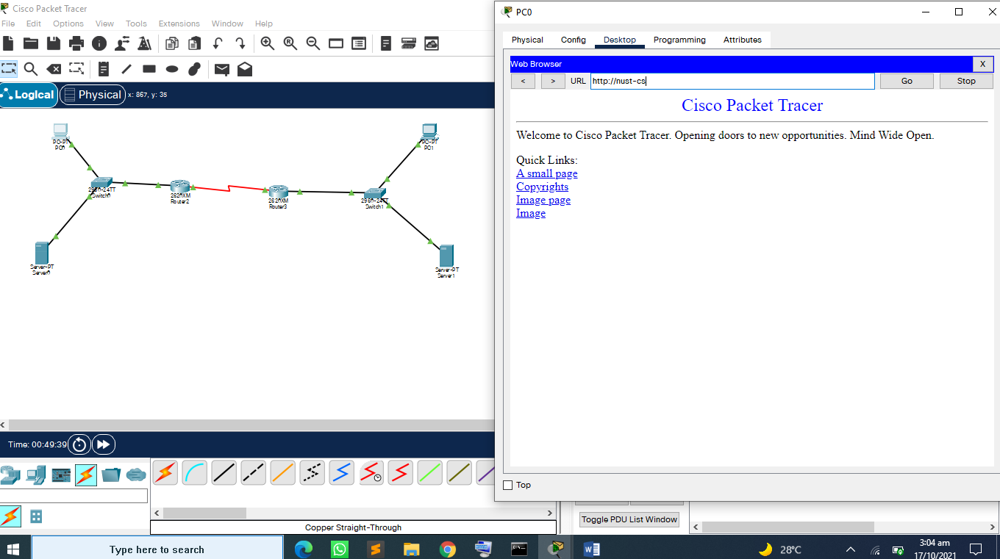 Cisco Packet Tracer
File Edit Options View Tools Extensions Window Help
Logical Physical x: 867, y: 35
PC-PT
PC0
PC-PT
PC1
2950-24TT
Switch0
2620XM
Router2
2620XM
Router3
2950-24TT
Switch1
Server-PT
Server0
Server-PT
Server1
Time: 00:49:39
Copper Straight-Through
PC0
Physical Config Desktop Programming Attributes
Web Browser X
< > URL http://nust-cs Go Stop
Cisco Packet Tracer
Welcome to Cisco Packet Tracer. Opening doors to new opportunities. Mind Wide Open.
Quick Links:
A small page
Copyrights
Image page
Image
Top
Toggle PDU List Window
Type here to search
28°C
3:04 am
17/10/2021